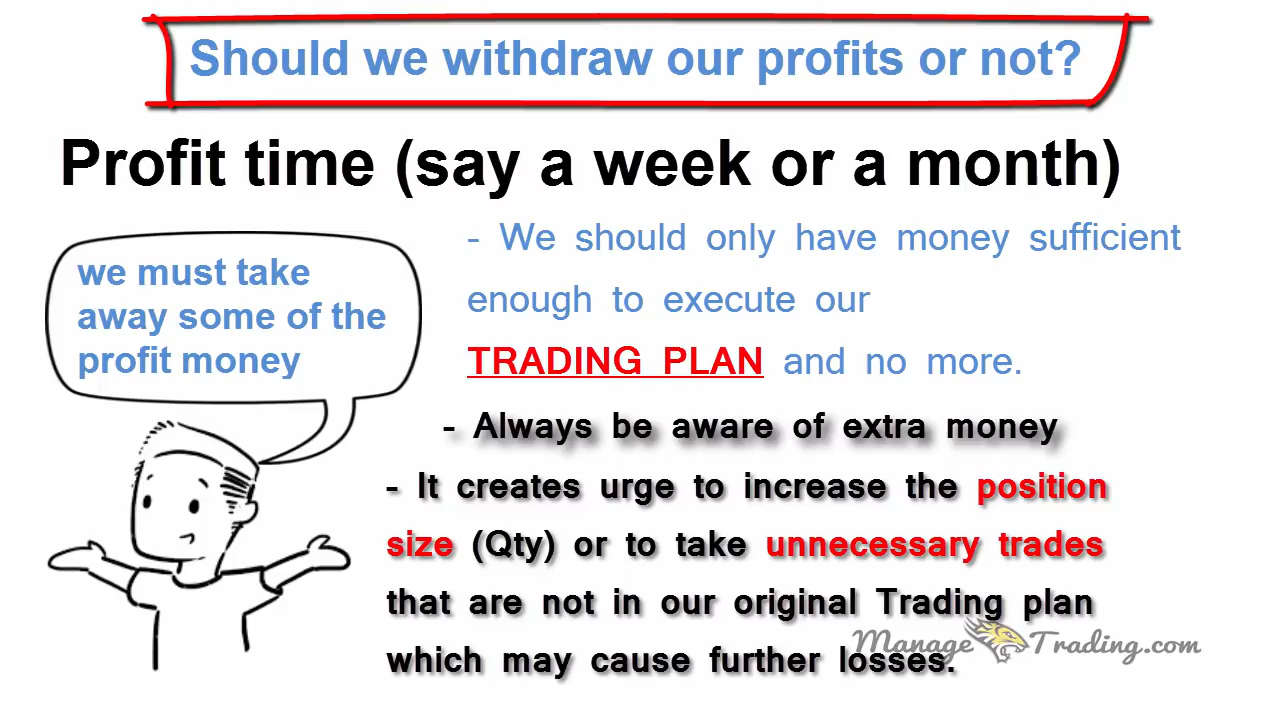 Should we withdraw our profits or not?
Profit time (say a week or a month)
we must take
away some of the
profit money
- We should only have money sufficient
enough to execute our
TRADING PLAN and no more.
- Always be aware of extra money
- It creates urge to increase the position
size (Qty) or to take unnecessary trades
that are not in our original Trading plan
which may cause further losses.
Manage Trading.com